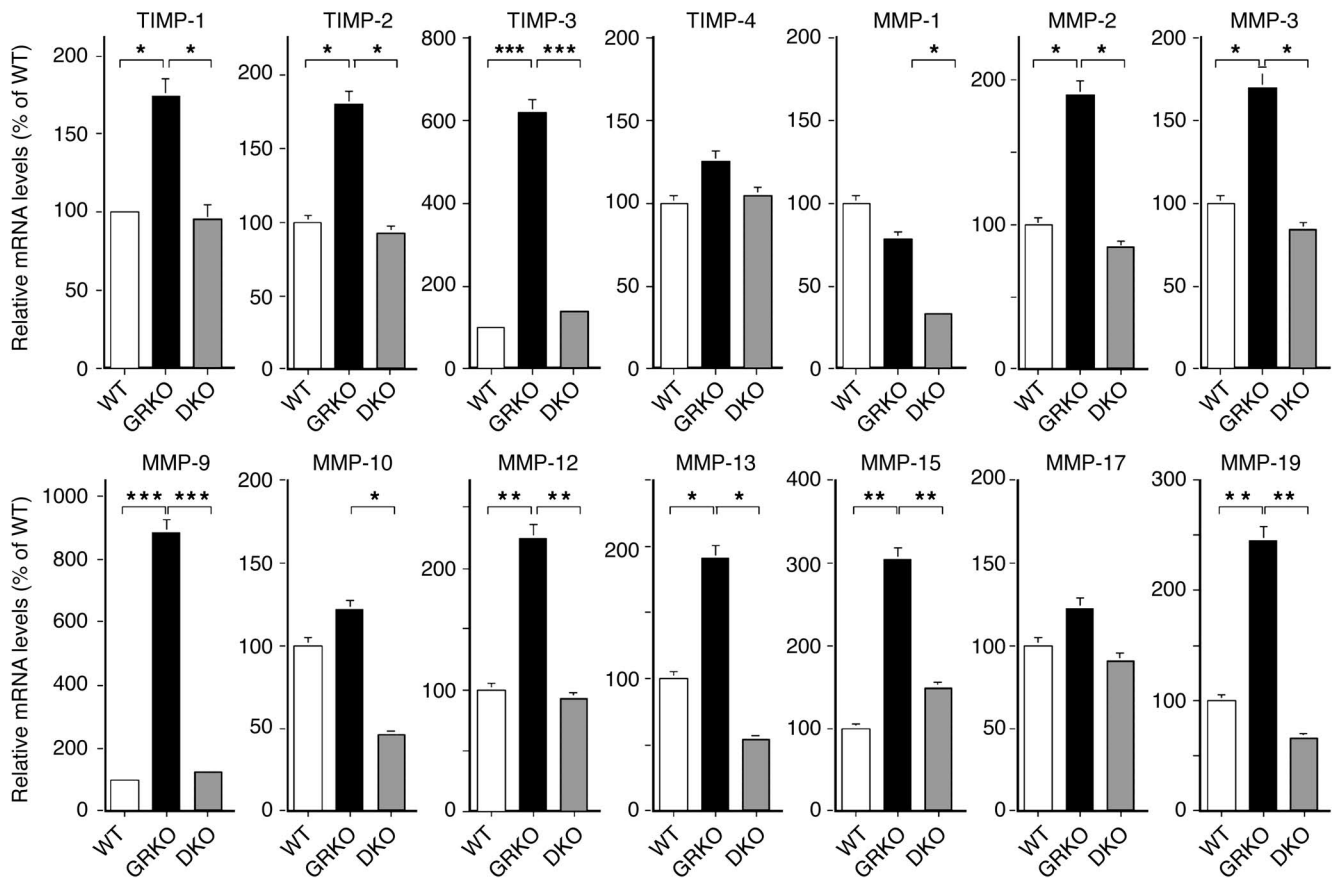 TIMP-1 TIMP-2 TIMP-3 TIMP-4 MMP-1 MMP-2 MMP-3
Relative mRNA levels (% of WT)
200 150 100 50 0
* *
WT GRKO DKO
200 150 100 50 0
* *
WT GRKO DKO
800 600 400 200 0
*** ***
WT GRKO DKO
200 150 100 50 0
WT GRKO DKO
200 150 100 50 0
*
WT GRKO DKO
200 100 0
* *
WT GRKO DKO
200 150 100 50 0
* *
WT GRKO DKO
MMP-9 MMP-10 MMP-12 MMP-13 MMP-15 MMP-17 MMP-19
Relative mRNA levels (% of WT)
1000 800 600 400 200 0
*** ***
WT GRKO DKO
200 150 100 50 0
*
WT GRKO DKO
200 100 0
** **
WT GRKO DKO
200 100 0
* *
WT GRKO DKO
400 300 200 100 0
** **
WT GRKO DKO
200 150 100 50 0
WT GRKO DKO
300 200 100 0
** **
WT GRKO DKO